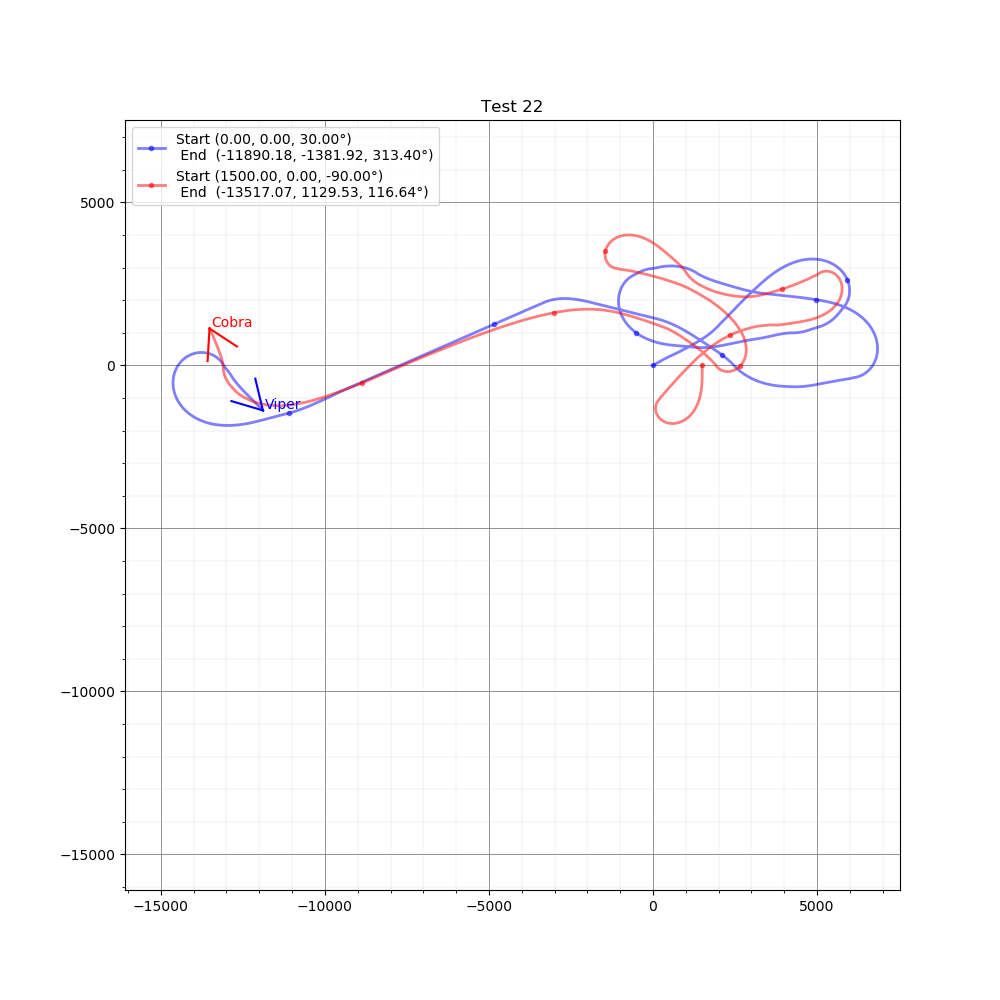 Test 22
Start (0.00, 0.00, 30.00°)
End  (-11890.18, -1381.92, 313.40°)
Start (1500.00, 0.00, -90.00°)
End  (-13517.07, 1129.53, 116.64°)
5000
0
−5000
−10000
−15000
Cobra
Viper
−15000
−10000
−5000
0
5000